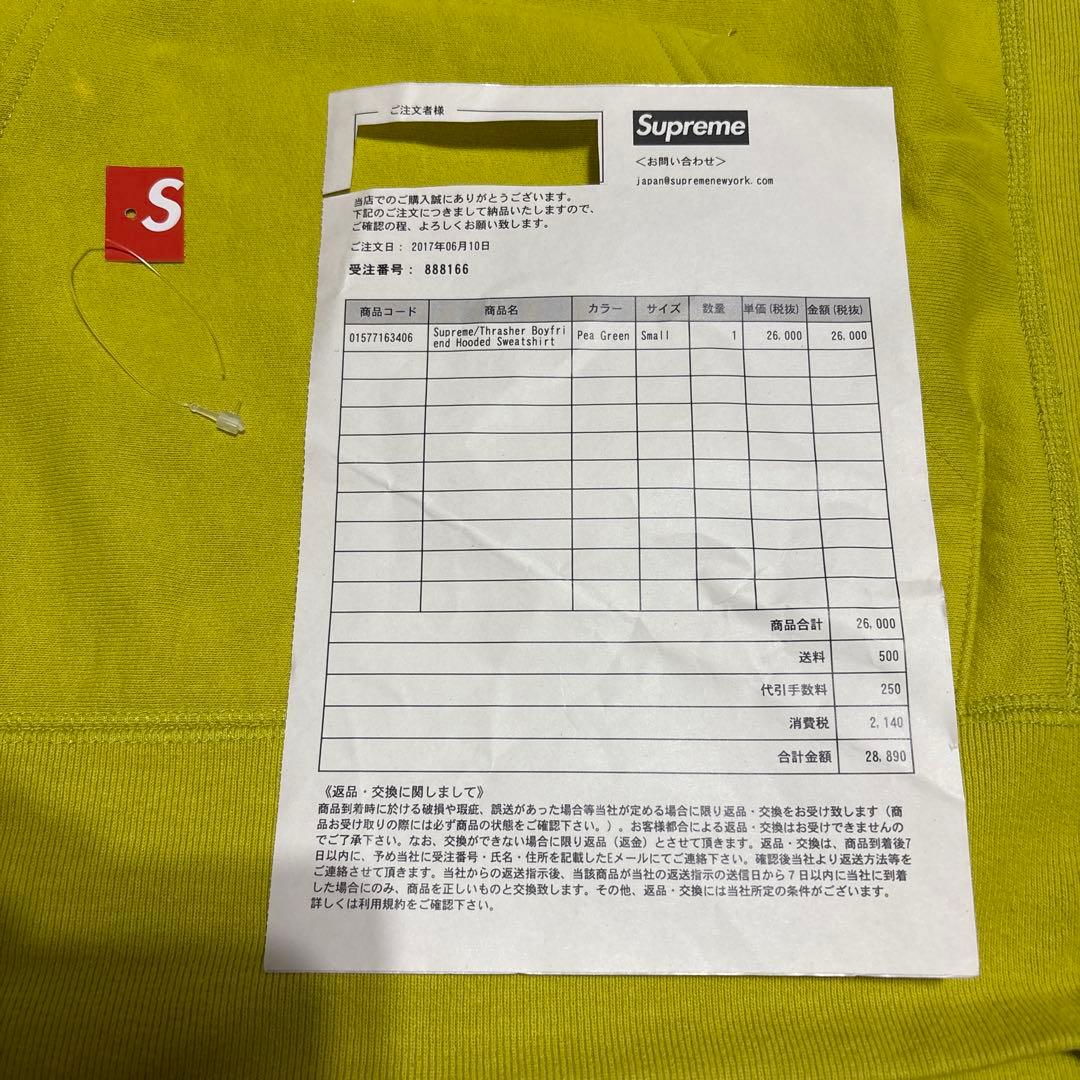 S
ご注文者様
Supreme
＜お問い合わせ＞
japan@supremenewyork.com
当店でのご購入誠にありがとうございます。
下記のご注文につきまして納品いたしますので、
ご確認の程、よろしくお願い致します。
ご注文日： 2017年06月10日
受注番号： 888166
商品コード 商品名 カラー サイズ 数量 単価(税抜) 金額(税抜)
01577163406 Supreme/Thrasher Boyfri Pea Green Small 1 26,000 26,000
end Hooded Sweatshirt
商品合計 26,000
送料 500
代引手数料 250
消費税 2,140
合計金額 28,890
《返品・交換に関しまして》
商品到着時に於ける破損や瑕疵、誤送があった場合等当社が定める場合に限り返品・交換をお受け致します（商
品お受け取りの際には必ず商品の状態をご確認下さい。）。お客様都合による返品・交換はお受けできませんの
でご了承下さい。なお、交換ができない場合に限り返品（返金）とさせて頂きます。返品・交換は、商品到着後7
日以内に、予め当社に受注番号・氏名・住所を記載したEメールにてご連絡下さい。確認後当社より返送方法等を
ご連絡させて頂きます。当社からの返送指示後、当該商品が当社の返送指示の送信日から７日以内に当社に到着
した場合にのみ、商品を正しいものと交換致します。その他、返品・交換には当社所定の条件がございます。
詳しくは利用規約をご確認下さい。